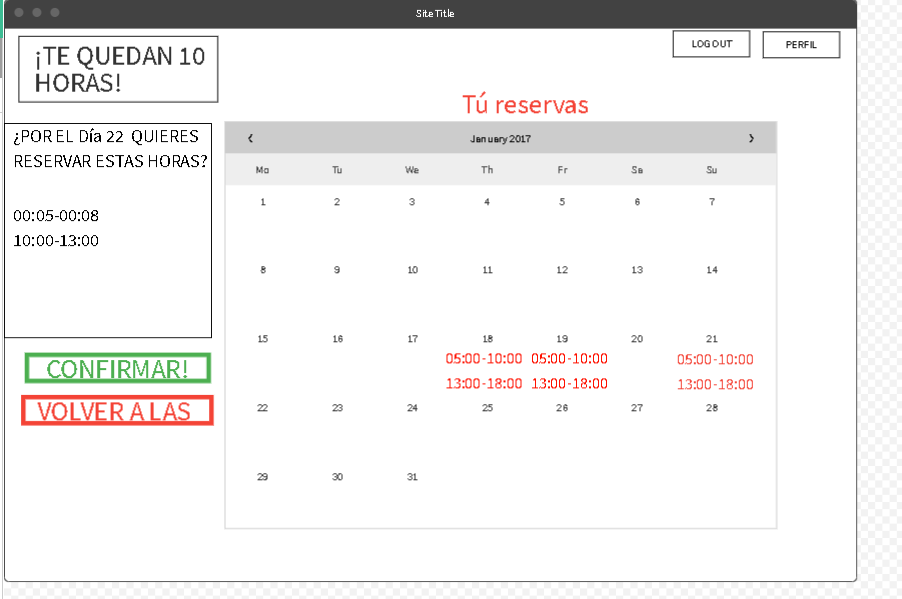 SiteTitle
LOGOUT PERFIL
¡TE QUEDAN 10
HORAS!
Tú reservas
¿POR EL Día 22 QUIERES
RESERVAR ESTAS HORAS?
00:05-00:08
10:00-13:00
CONFIRMAR!
VOLVER A LAS
January 2017
Mo Tu We Th Fr Sa Su
1 2 3 4 5 6 7
8 9 10 11 12 13 14
15 16 17 18 19 20 21
05:00-10:00 05:00-10:00 05:00-10:00
13:00-18:00 13:00-18:00 13:00-18:00
22 23 24 25 26 27 28
29 30 31